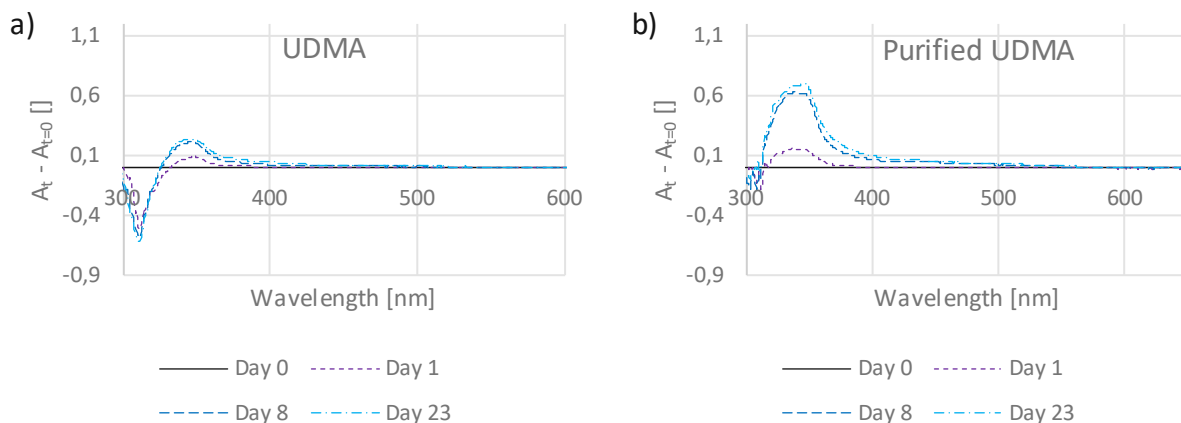 a)
UDMA
1,1
0,6
0,1
-0,4
-0,9
A_t - A_{t=0} []
300 400 500 600
Wavelength [nm]
Day 0 Day 1
Day 8 Day 23
b)
Purified UDMA
1,1
0,6
0,1
-0,4
-0,9
A_t - A_{t=0} []
300 400 500 600
Wavelength [nm]
Day 0 Day 1
Day 8 Day 23